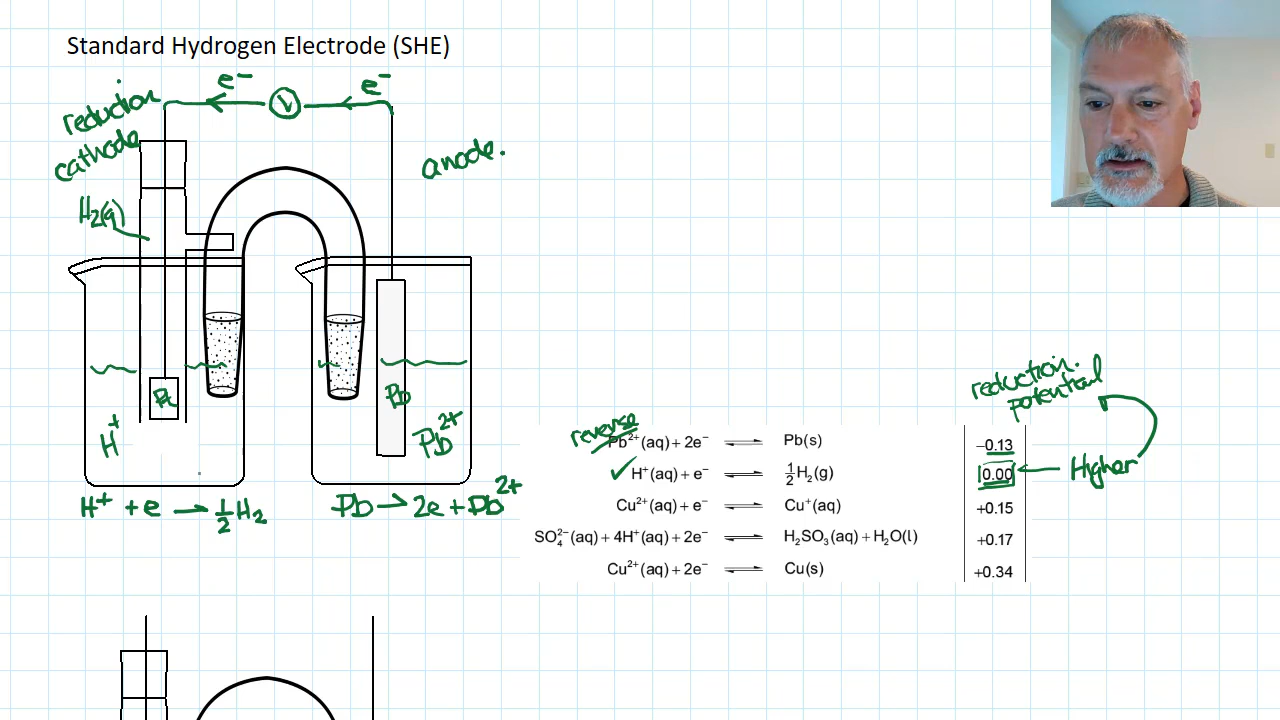 Standard Hydrogen Electrode (SHE)
e⁻ V e⁻
reduction
cathode
anode.
H₂(g)
Pt
Pb
H⁺
Pb²⁺
H⁺ + e → ½H₂
Pb → 2e + Pb²⁺
reduction
potential
reverse
Pb²⁺(aq) + 2e⁻ ⇌ Pb(s) −0.13
✓ H⁺(aq) + e⁻ ⇌ ½H₂(g) 0.00 ← Higher
Cu²⁺(aq) + e⁻ ⇌ Cu⁺(aq) +0.15
SO₄²⁻(aq) + 4H⁺(aq) + 2e⁻ ⇌ H₂SO₃(aq) + H₂O(l) +0.17
Cu²⁺(aq) + 2e⁻ ⇌ Cu(s) +0.34